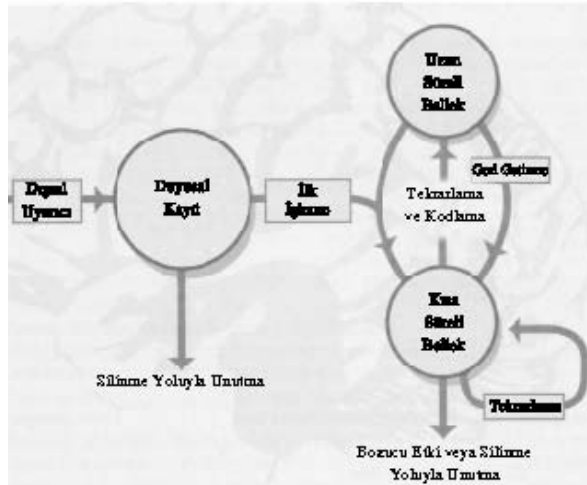 Uzun
Süreli
Bellek
Dışsal
Uyarıcı
Duyusal
Kayıt
İlk
İşleme
Geri Getirme
Tekrarlama
ve Kodlama
Kısa
Süreli
Bellek
Silinme Yoluyla Unutma
Tekrarlama
Bozucu Etki veya Silinme
Yoluyla Unutma